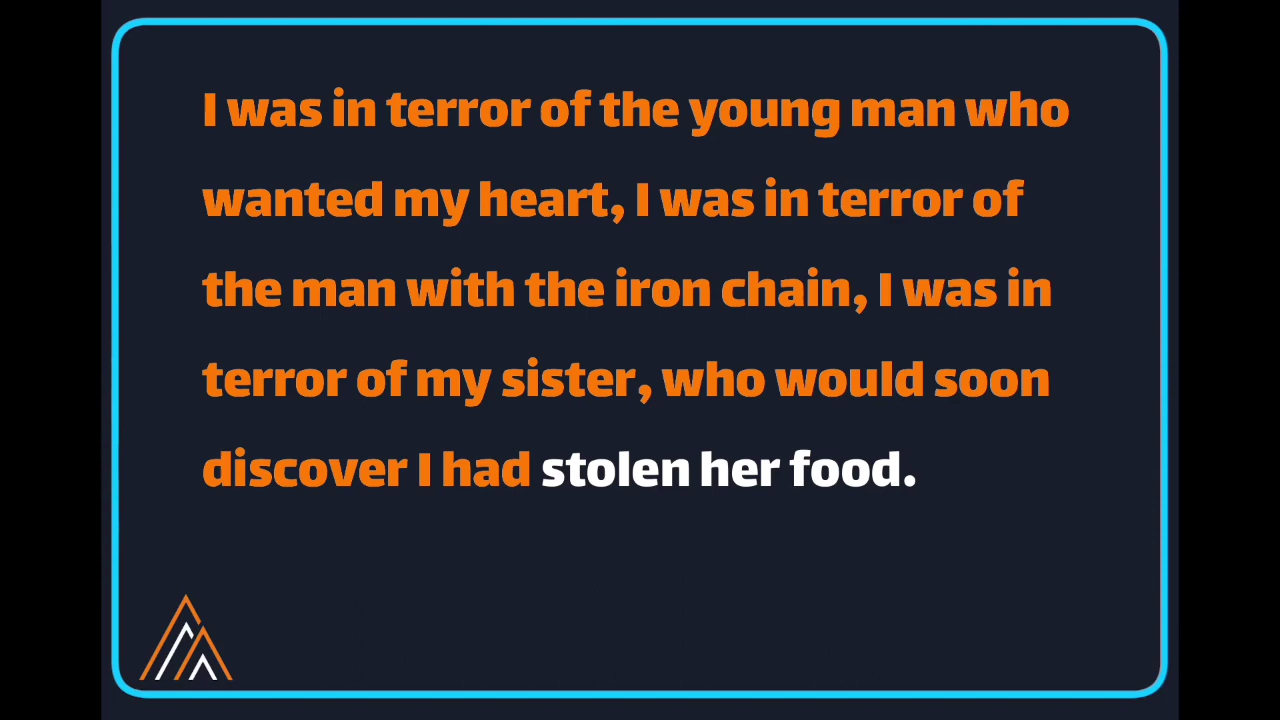 I was in terror of the young man who
wanted my heart, I was in terror of
the man with the iron chain, I was in
terror of my sister, who would soon
discover I had stolen her food.